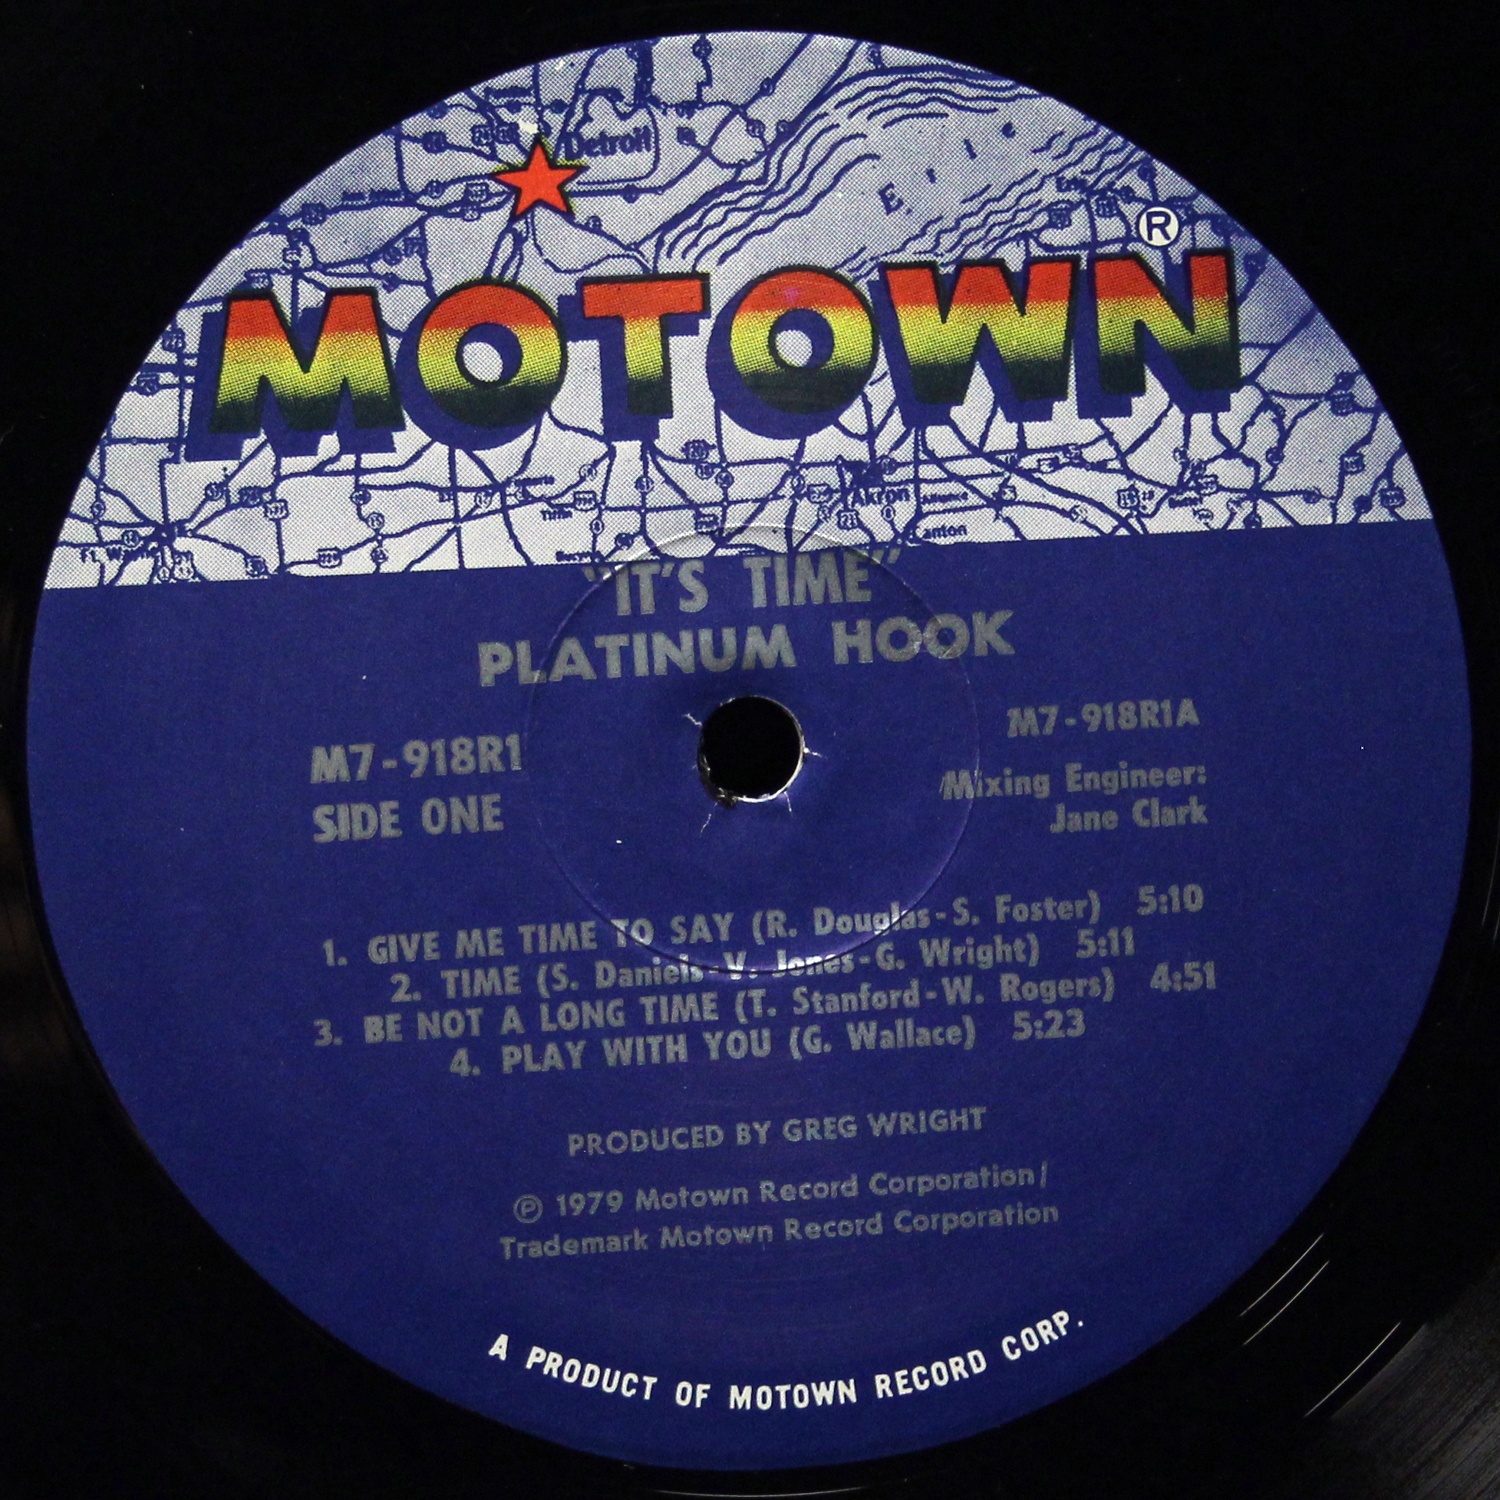 Detroit
E r i e
®
MOTOWN
Akron
Tiffin
Canton
Ft. Wayne
"IT'S TIME"
PLATINUM HOOK
M7-918R1
SIDE ONE
M7-918R1A
Mixing Engineer:
Jane Clark
1. GIVE ME TIME TO SAY (R. Douglas-S. Foster) 5:10
2. TIME (S. Daniels-V. Jones-G. Wright) 5:11
3. BE NOT A LONG TIME (T. Stanford-W. Rogers) 4:51
4. PLAY WITH YOU (G. Wallace) 5:23
PRODUCED BY GREG WRIGHT
℗ 1979 Motown Record Corporation/
Trademark Motown Record Corporation
A PRODUCT OF MOTOWN RECORD CORP.